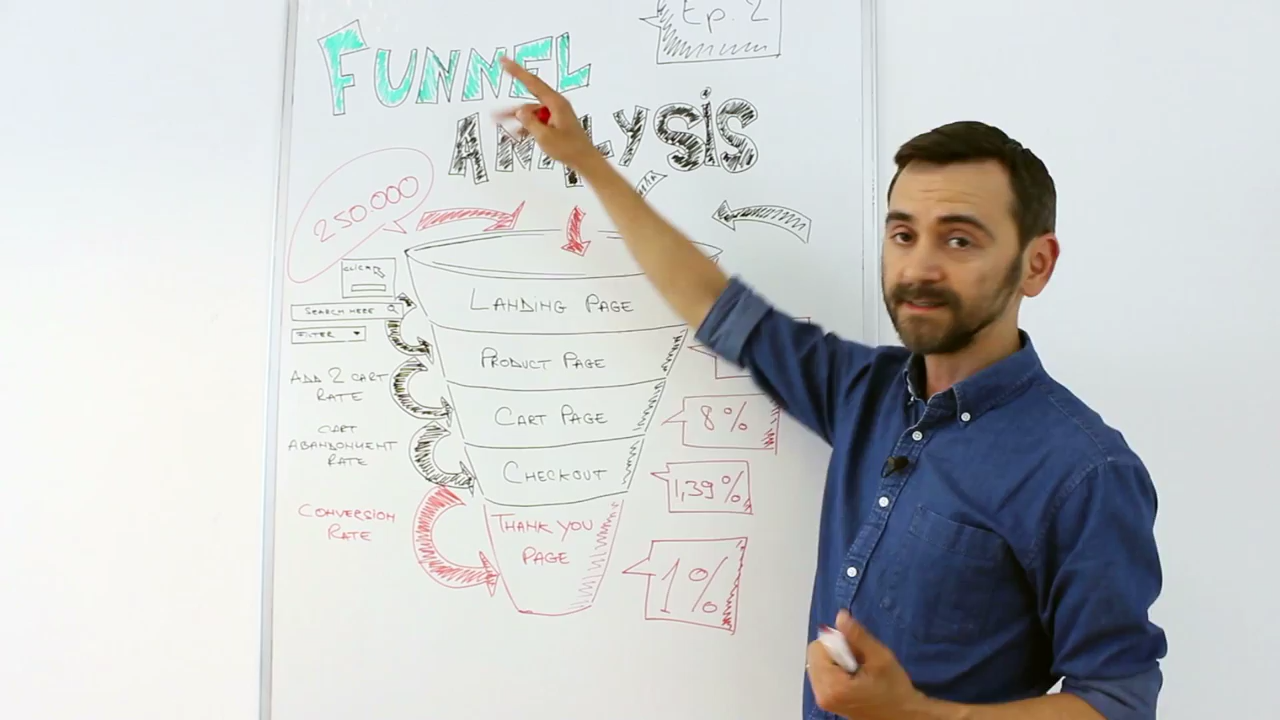 Ep. 2
FUNNEL
ANALYSIS
250.000
CLICK
LANDING PAGE
SEARCH HERE
FILTER
PRODUCT PAGE
ADD 2 CART
RATE
CART PAGE
8%
CART
ABANDONMENT
RATE
CHECKOUT
1,39%
CONVERSION
RATE
THANK YOU
PAGE
1%